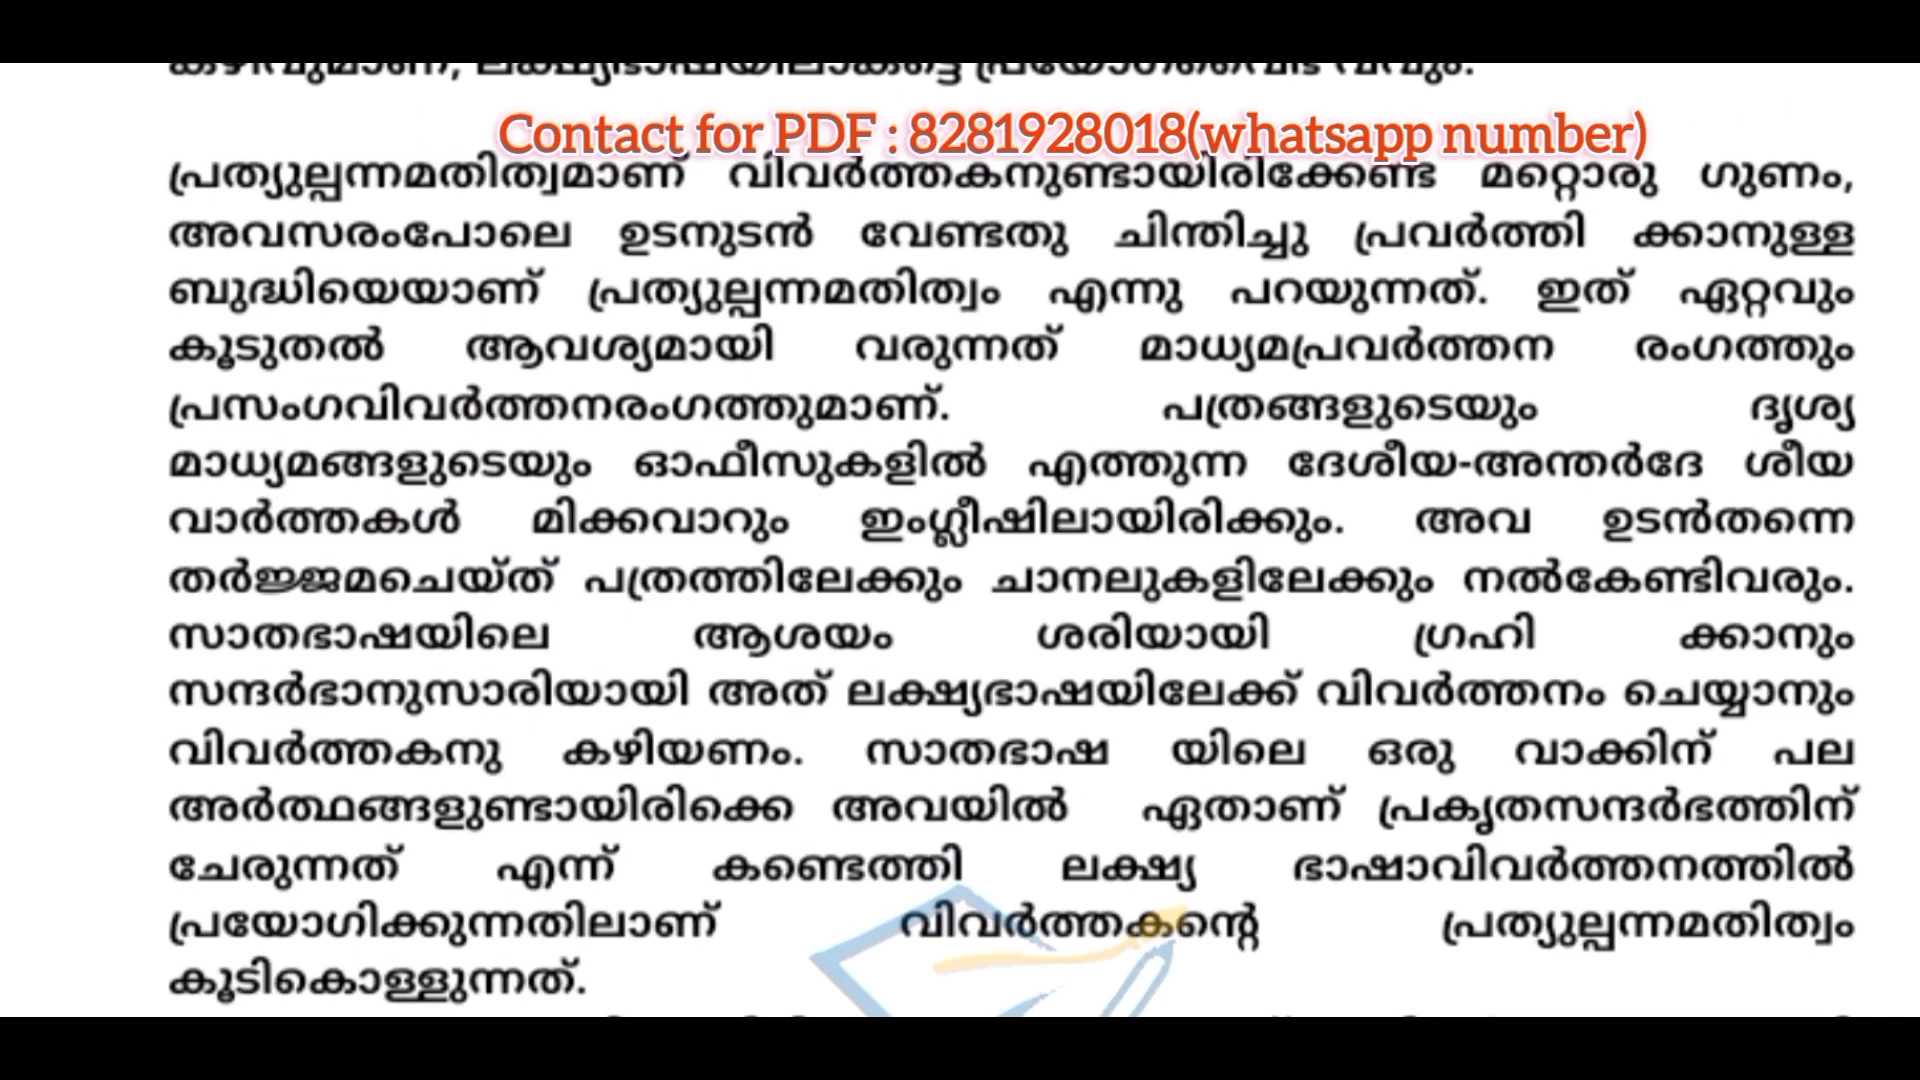 കഴിവുമാണ്, ലക്ഷ്യഭാഷയിലാകട്ടെ
Contact for PDF : 8281928018(whatsapp number)
പ്രത്യുല്പന്നമതിത്വമാണ് വിവർത്തകനുണ്ടായിരിക്കേണ്ട മറ്റൊരു ഗുണം,
അവസരംപോലെ ഉടനുടൻ വേണ്ടതു ചിന്തിച്ചു പ്രവർത്തി ക്കാനുള്ള
ബുദ്ധിയെയാണ് പ്രത്യുല്പന്നമതിത്വം എന്നു പറയുന്നത്. ഇത് ഏറ്റവും
കൂടുതൽ ആവശ്യമായി വരുന്നത് മാധ്യമപ്രവർത്തന രംഗത്തും
പ്രസംഗവിവർത്തനരംഗത്തുമാണ്. പത്രങ്ങളുടെയും ദൃശ്യ
മാധ്യമങ്ങളുടെയും ഓഫീസുകളിൽ എത്തുന്ന ദേശീയ-അന്തർദേ ശീയ
വാർത്തകൾ മിക്കവാറും ഇംഗ്ലീഷിലായിരിക്കും. അവ ഉടൻതന്നെ
തർജ്ജമചെയ്ത് പത്രത്തിലേക്കും ചാനലുകളിലേക്കും നൽകേണ്ടിവരും.
സാതഭാഷയിലെ ആശയം ശരിയായി ഗ്രഹി ക്കാനും
സന്ദർഭാനുസാരിയായി അത് ലക്ഷ്യഭാഷയിലേക്ക് വിവർത്തനം ചെയ്യാനും
വിവർത്തകനു കഴിയണം. സാതഭാഷ യിലെ ഒരു വാക്കിന് പല
അർത്ഥങ്ങളുണ്ടായിരിക്കെ അവയിൽ ഏതാണ് പ്രകൃതസന്ദർഭത്തിന്
ചേരുന്നത് എന്ന് കണ്ടെത്തി ലക്ഷ്യ ഭാഷാവിവർത്തനത്തിൽ
പ്രയോഗിക്കുന്നതിലാണ് വിവർത്തകന്റെ പ്രത്യുല്പന്നമതിത്വം
കൂടികൊള്ളുന്നത്.